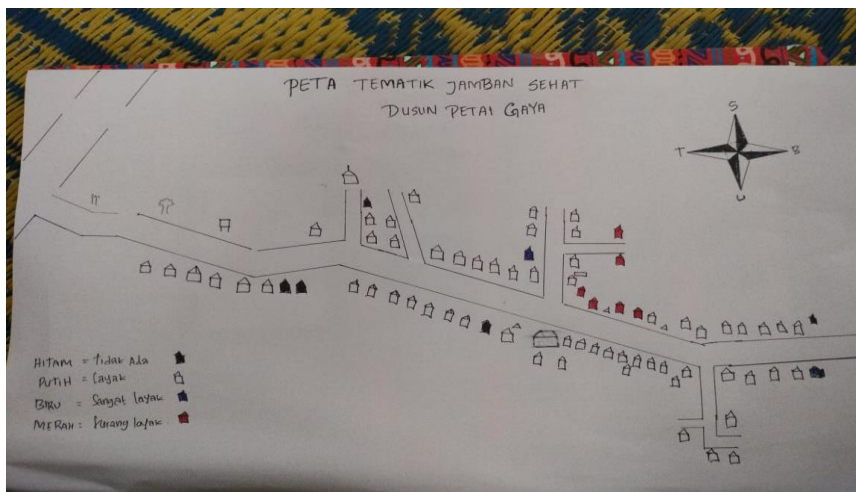 PETA TEMATIK JAMBAN SEHAT
DUSUN PETAI GAYA
S
T
B
U
HITAM = tidak Ada
PUTIH = layak
BIRU = Sangat layak
MERAH = kurang layak